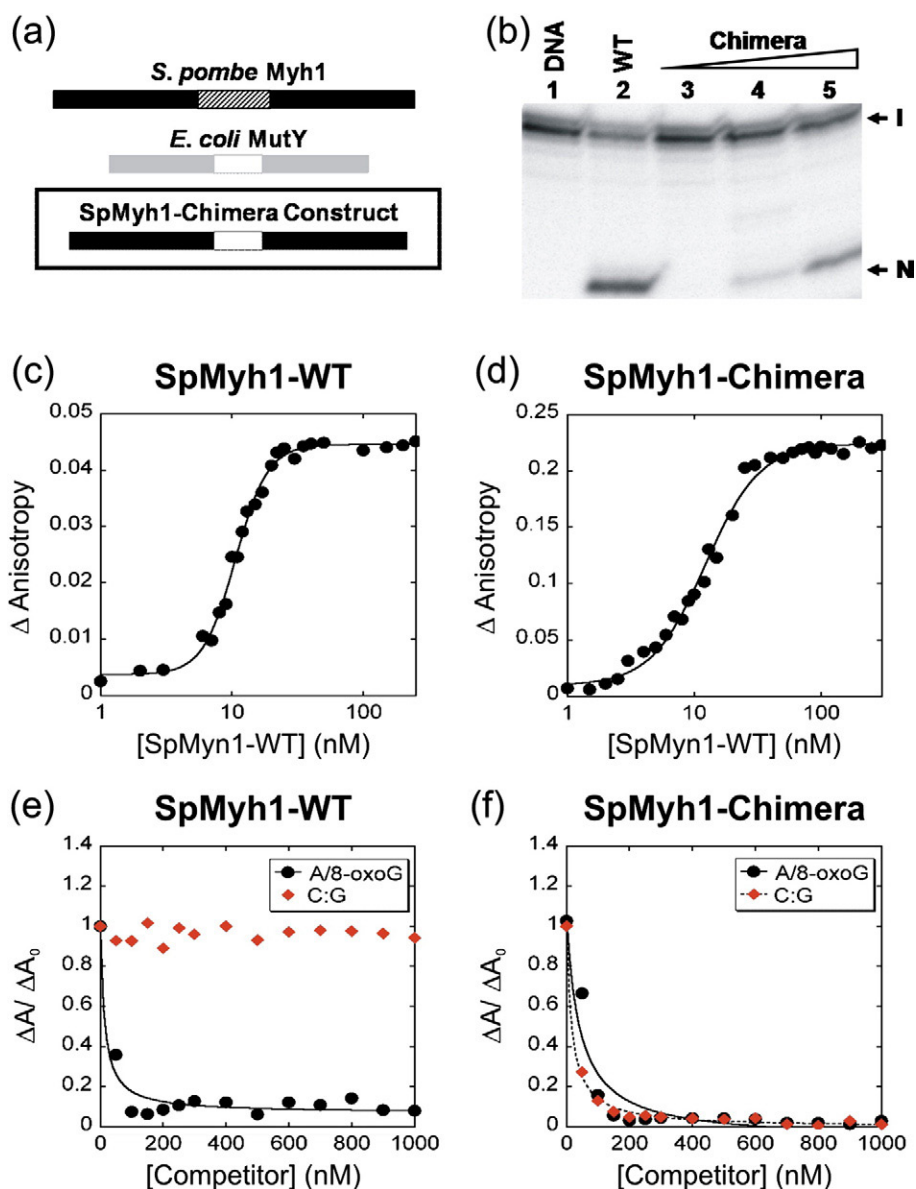 (a)
S. pombe Myh1
E. coli MutY
SpMyh1-Chimera Construct
(b)
DNA
WT
Chimera
1 2 3 4 5
I
N
(c)
SpMyh1-WT
Δ Anisotropy
0.05
0.04
0.03
0.02
0.01
0
1 10 100
[SpMyn1-WT] (nM)
(d)
SpMyh1-Chimera
Δ Anisotropy
0.25
0.2
0.15
0.1
0.05
0
1 10 100
[SpMyn1-WT] (nM)
(e)
SpMyh1-WT
ΔA/ ΔA0
1.4
1.2
1
0.8
0.6
0.4
0.2
0
A/8-oxoG
C:G
0 200 400 600 800 1000
[Competitor] (nM)
(f)
SpMyh1-Chimera
ΔA/ ΔA0
1.4
1.2
1
0.8
0.6
0.4
0.2
0
A/8-oxoG
C:G
0 200 400 600 800 1000
[Competitor] (nM)